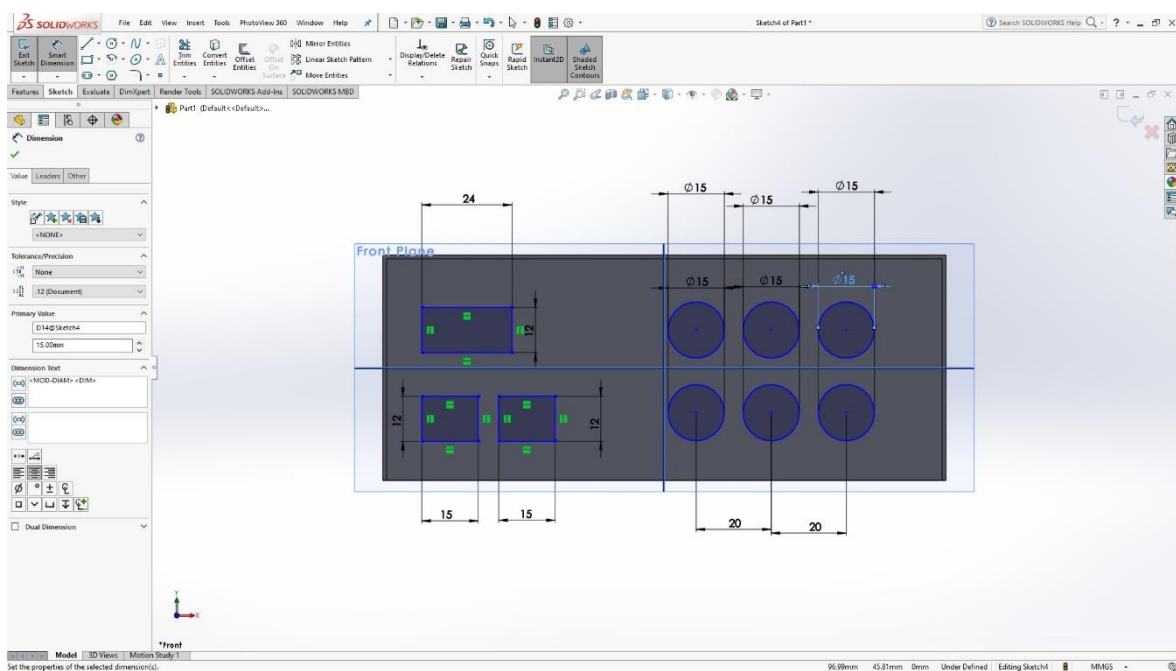 SOLIDWORKS File Edit View Insert Tools PhotoView 360 Window Help Sketch4 of Part1 * Search SOLIDWORKS Help
Exit Sketch Smart Dimension Trim Entities Convert Entities Offset Entities Offset On Surface Mirror Entities Linear Sketch Pattern Move Entities Display/Delete Relations Repair Sketch Quick Snaps Rapid Sketch Instant2D Shaded Sketch Contours
Features Sketch Evaluate DimXpert Render Tools SOLIDWORKS Add-Ins SOLIDWORKS MBD
Part1 (Default<<Default>...
Dimension
Value Leaders Other
Style
<NONE>
Tolerance/Precision
None
.12 (Document)
Primary Value
D14@Sketch4
15.00mm
Dimension Text
<MOD-DIAM><DIM>
Dual Dimension
24
Ø15
Ø15
Ø15
Front Plane
Ø15
Ø15
Ø15
12
12
12
15
15
20
20
Y
X
*Front
Model 3D Views Motion Study 1
Set the properties of the selected dimension(s). 96.99mm 45.81mm 0mm Under Defined Editing Sketch4 MMGS